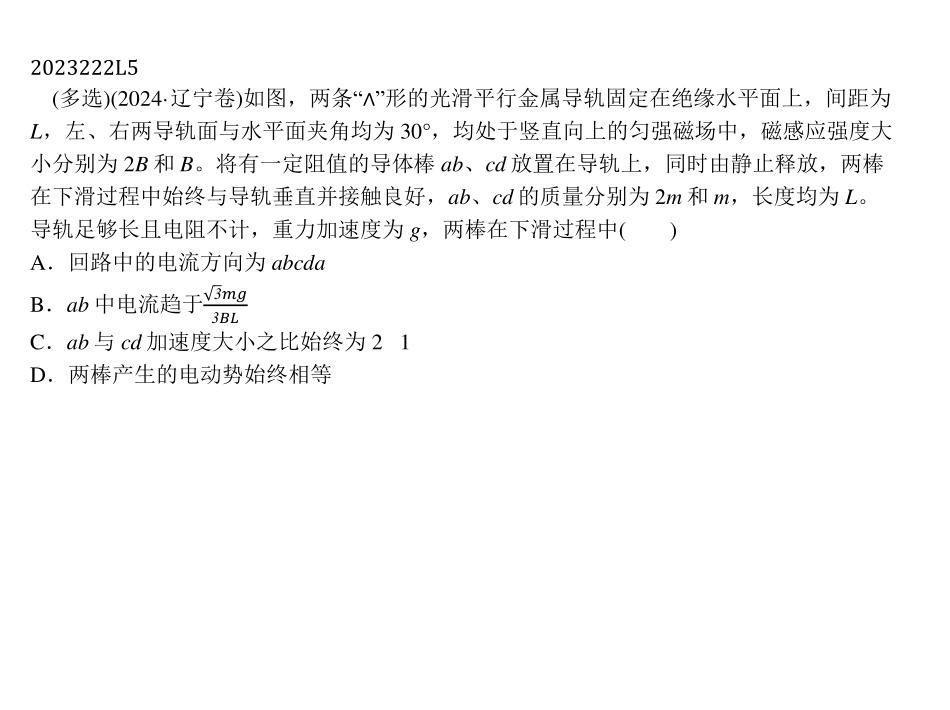 2023222L5
(多选)(2024·辽宁卷)如图，两条“∧”形的光滑平行金属导轨固定在绝缘水平面上，间距为
L，左、右两导轨面与水平面夹角均为 30°，均处于竖直向上的匀强磁场中，磁感应强度大
小分别为 2B 和 B。将有一定阻值的导体棒 ab、cd 放置在导轨上，同时由静止释放，两棒
在下滑过程中始终与导轨垂直并接触良好，ab、cd 的质量分别为 2m 和 m，长度均为 L。
导轨足够长且电阻不计，重力加速度为 g，两棒在下滑过程中(　　)
A．回路中的电流方向为 abcda
B．ab 中电流趋于√3mg/3BL
C．ab 与 cd 加速度大小之比始终为 2　1
D．两棒产生的电动势始终相等